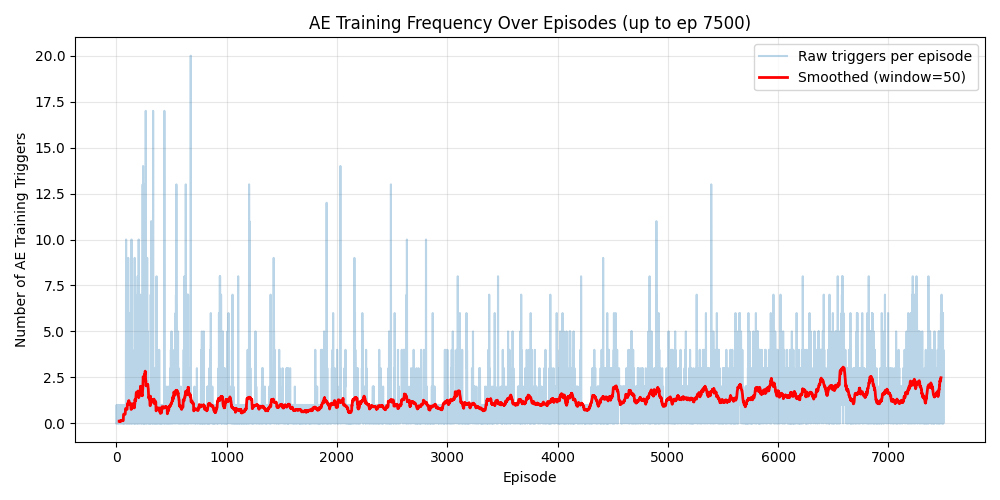 AE Training Frequency Over Episodes (up to ep 7500)
Raw triggers per episode
Smoothed (window=50)
Number of AE Training Triggers
20.0
17.5
15.0
12.5
10.0
7.5
5.0
2.5
0.0
0 1000 2000 3000 4000 5000 6000 7000
Episode